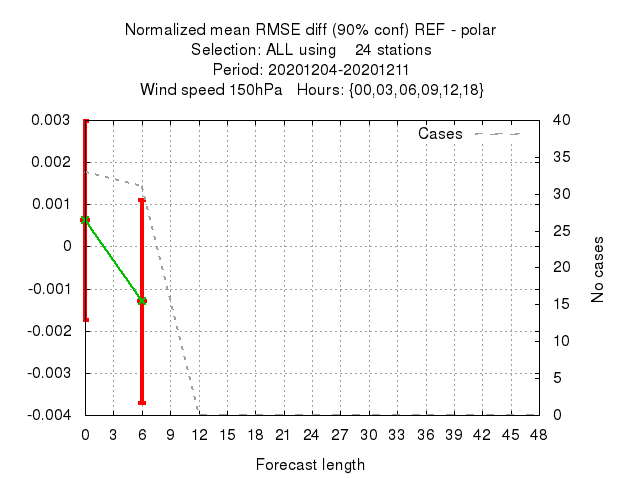 Normalized mean RMSE diff (90% conf) REF - polar
Selection: ALL using    24 stations
Period: 20201204-20201211
Wind speed 150hPa   Hours: {00,03,06,09,12,18}
0.003
0.002
0.001
0
-0.001
-0.002
-0.003
-0.004
Cases
40
35
30
25
20
15
10
5
0
No cases
0 3 6 9 12 15 18 21 24 27 30 33 36 39 42 45 48
Forecast length